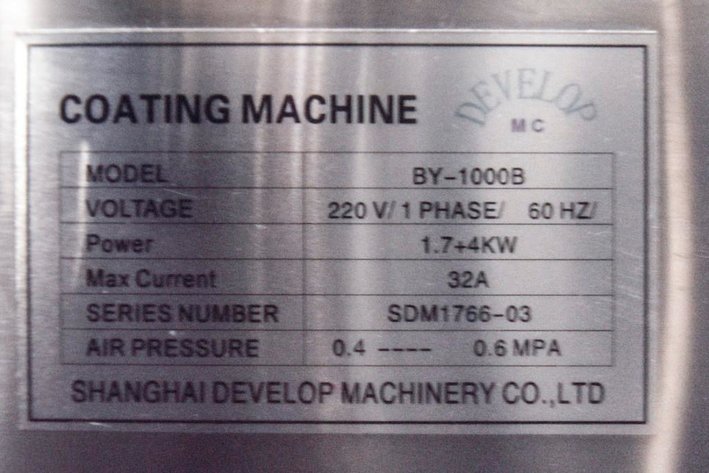 COATING MACHINE
DEVELOP
MC
MODEL BY-1000B
VOLTAGE 220 V/ 1 PHASE/ 60 HZ/
Power 1.7+4KW
Max Current 32A
SERIES NUMBER SDM1766-03
AIR PRESSURE 0.4 ---- 0.6 MPA
SHANGHAI DEVELOP MACHINERY CO.,LTD